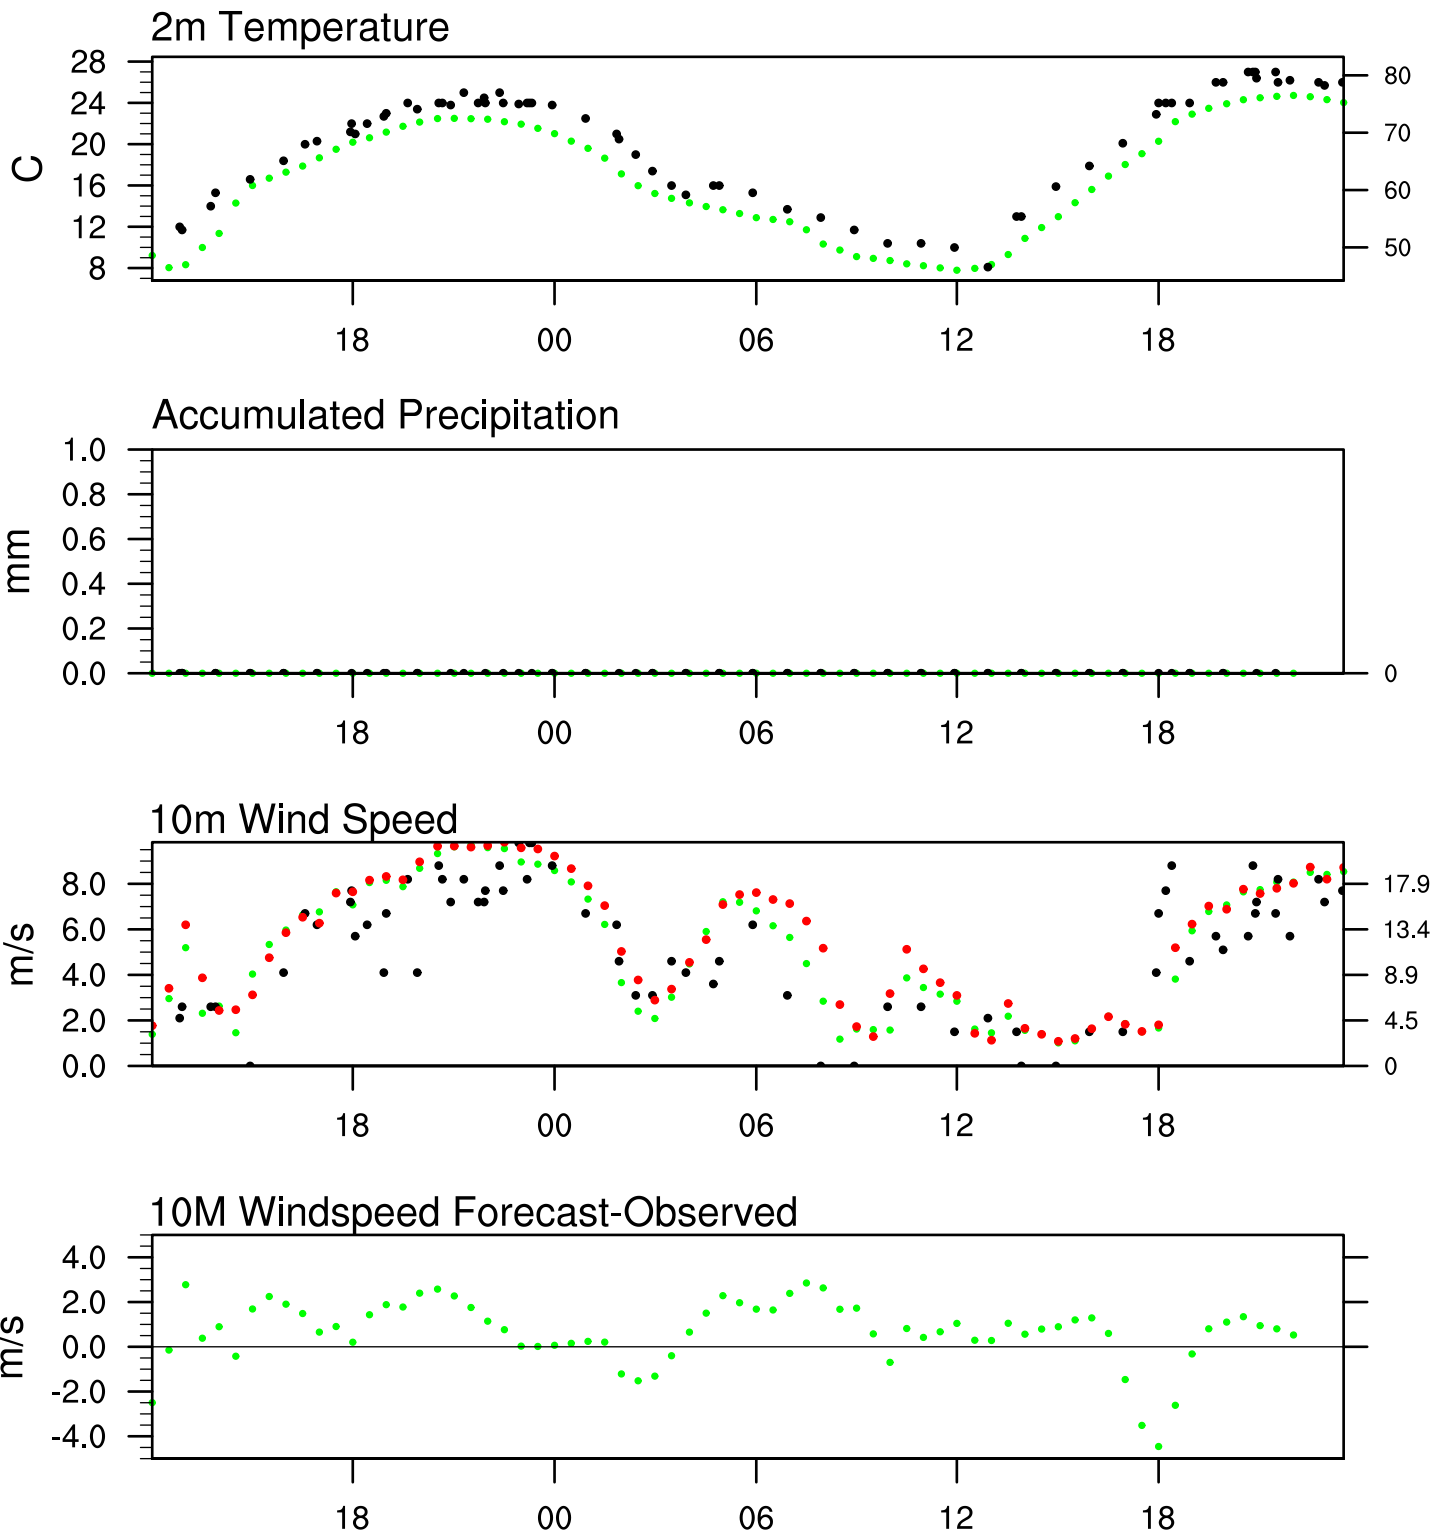 2m Temperature
28
24
20
16
12
8
C
80
70
60
50
18 00 06 12 18
Accumulated Precipitation
1.0
0.8
0.6
0.4
0.2
0.0
mm
0
18 00 06 12 18
10m Wind Speed
8.0
6.0
4.0
2.0
0.0
m/s
17.9
13.4
8.9
4.5
0
18 00 06 12 18
10M Windspeed Forecast-Observed
4.0
2.0
0.0
-2.0
-4.0
m/s
18 00 06 12 18